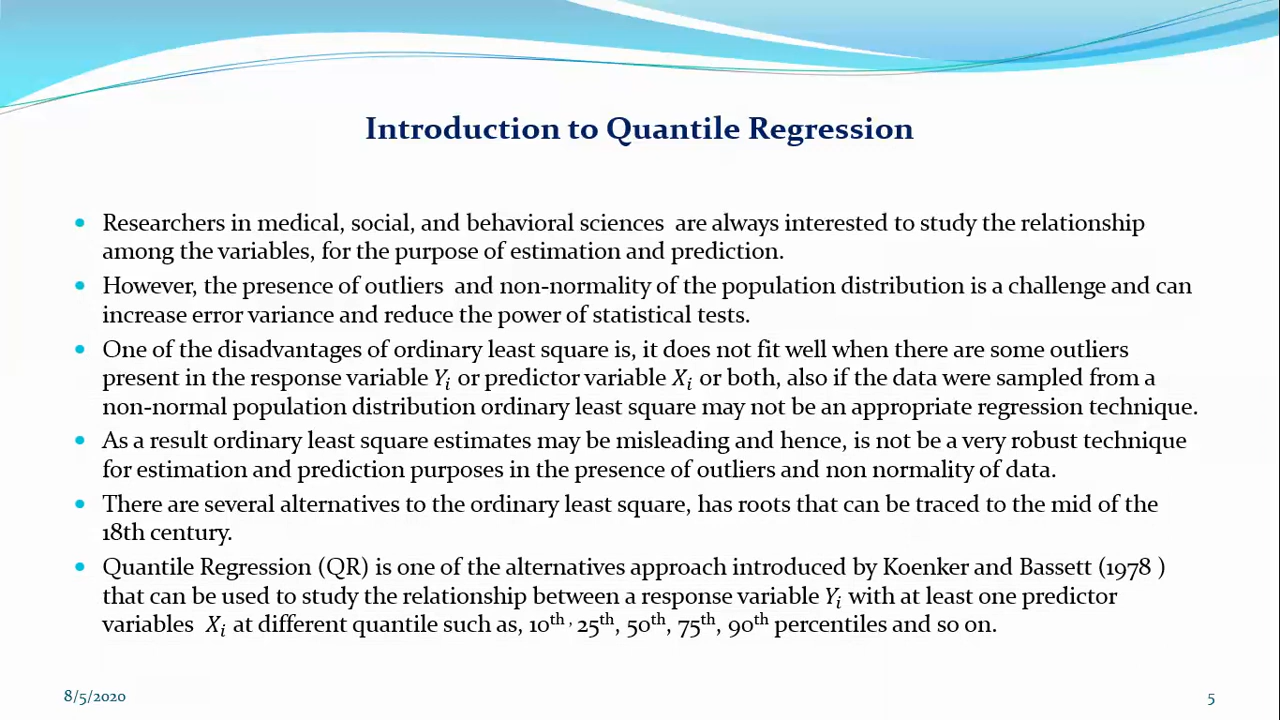 Introduction to Quantile Regression
• Researchers in medical, social, and behavioral sciences are always interested to study the relationship
among the variables, for the purpose of estimation and prediction.
• However, the presence of outliers and non-normality of the population distribution is a challenge and can
increase error variance and reduce the power of statistical tests.
• One of the disadvantages of ordinary least square is, it does not fit well when there are some outliers
present in the response variable Yᵢ or predictor variable Xᵢ or both, also if the data were sampled from a
non-normal population distribution ordinary least square may not be an appropriate regression technique.
• As a result ordinary least square estimates may be misleading and hence, is not be a very robust technique
for estimation and prediction purposes in the presence of outliers and non normality of data.
• There are several alternatives to the ordinary least square, has roots that can be traced to the mid of the
18th century.
• Quantile Regression (QR) is one of the alternatives approach introduced by Koenker and Bassett (1978 )
that can be used to study the relationship between a response variable Yᵢ with at least one predictor
variables Xᵢ at different quantile such as, 10th , 25th, 50th, 75th, 90th percentiles and so on.
8/5/2020
5